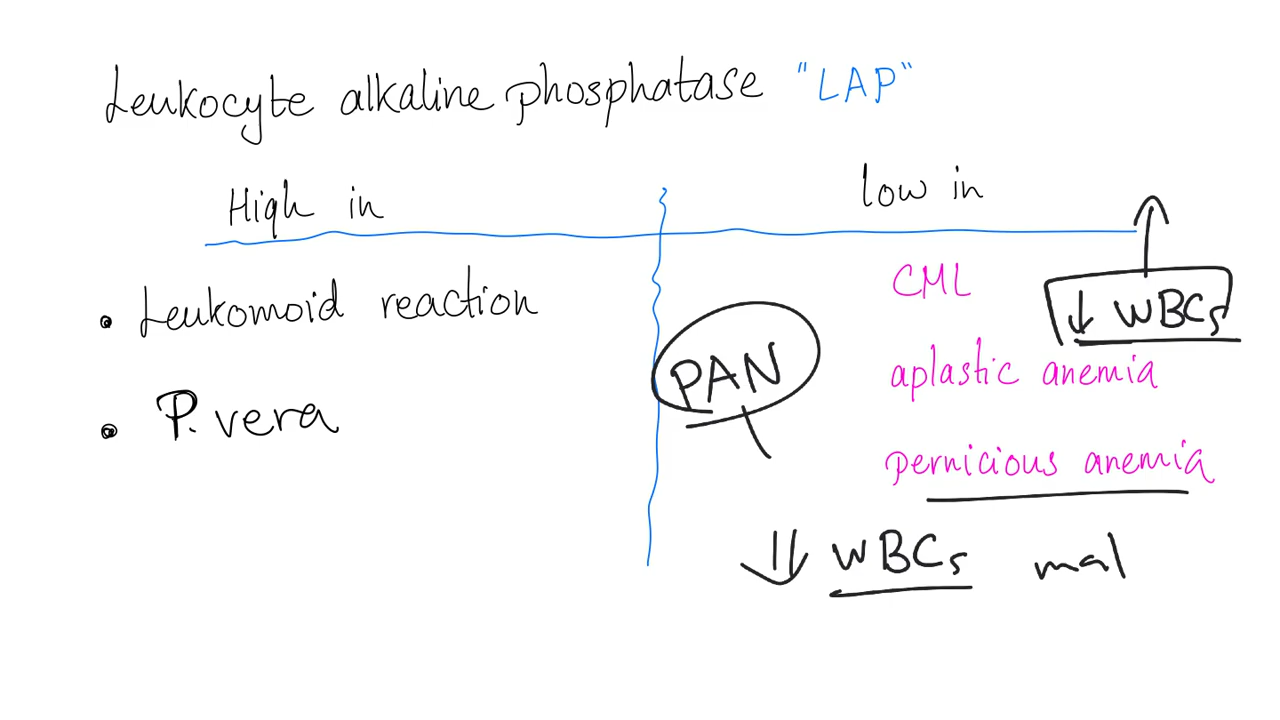 Leukocyte alkaline phosphatase "LAP"
High in
low in
• Leukomoid reaction
• P. vera
CML
↓ WBCs
PAN
aplastic anemia
pernicious anemia
↓↓ WBCs mal